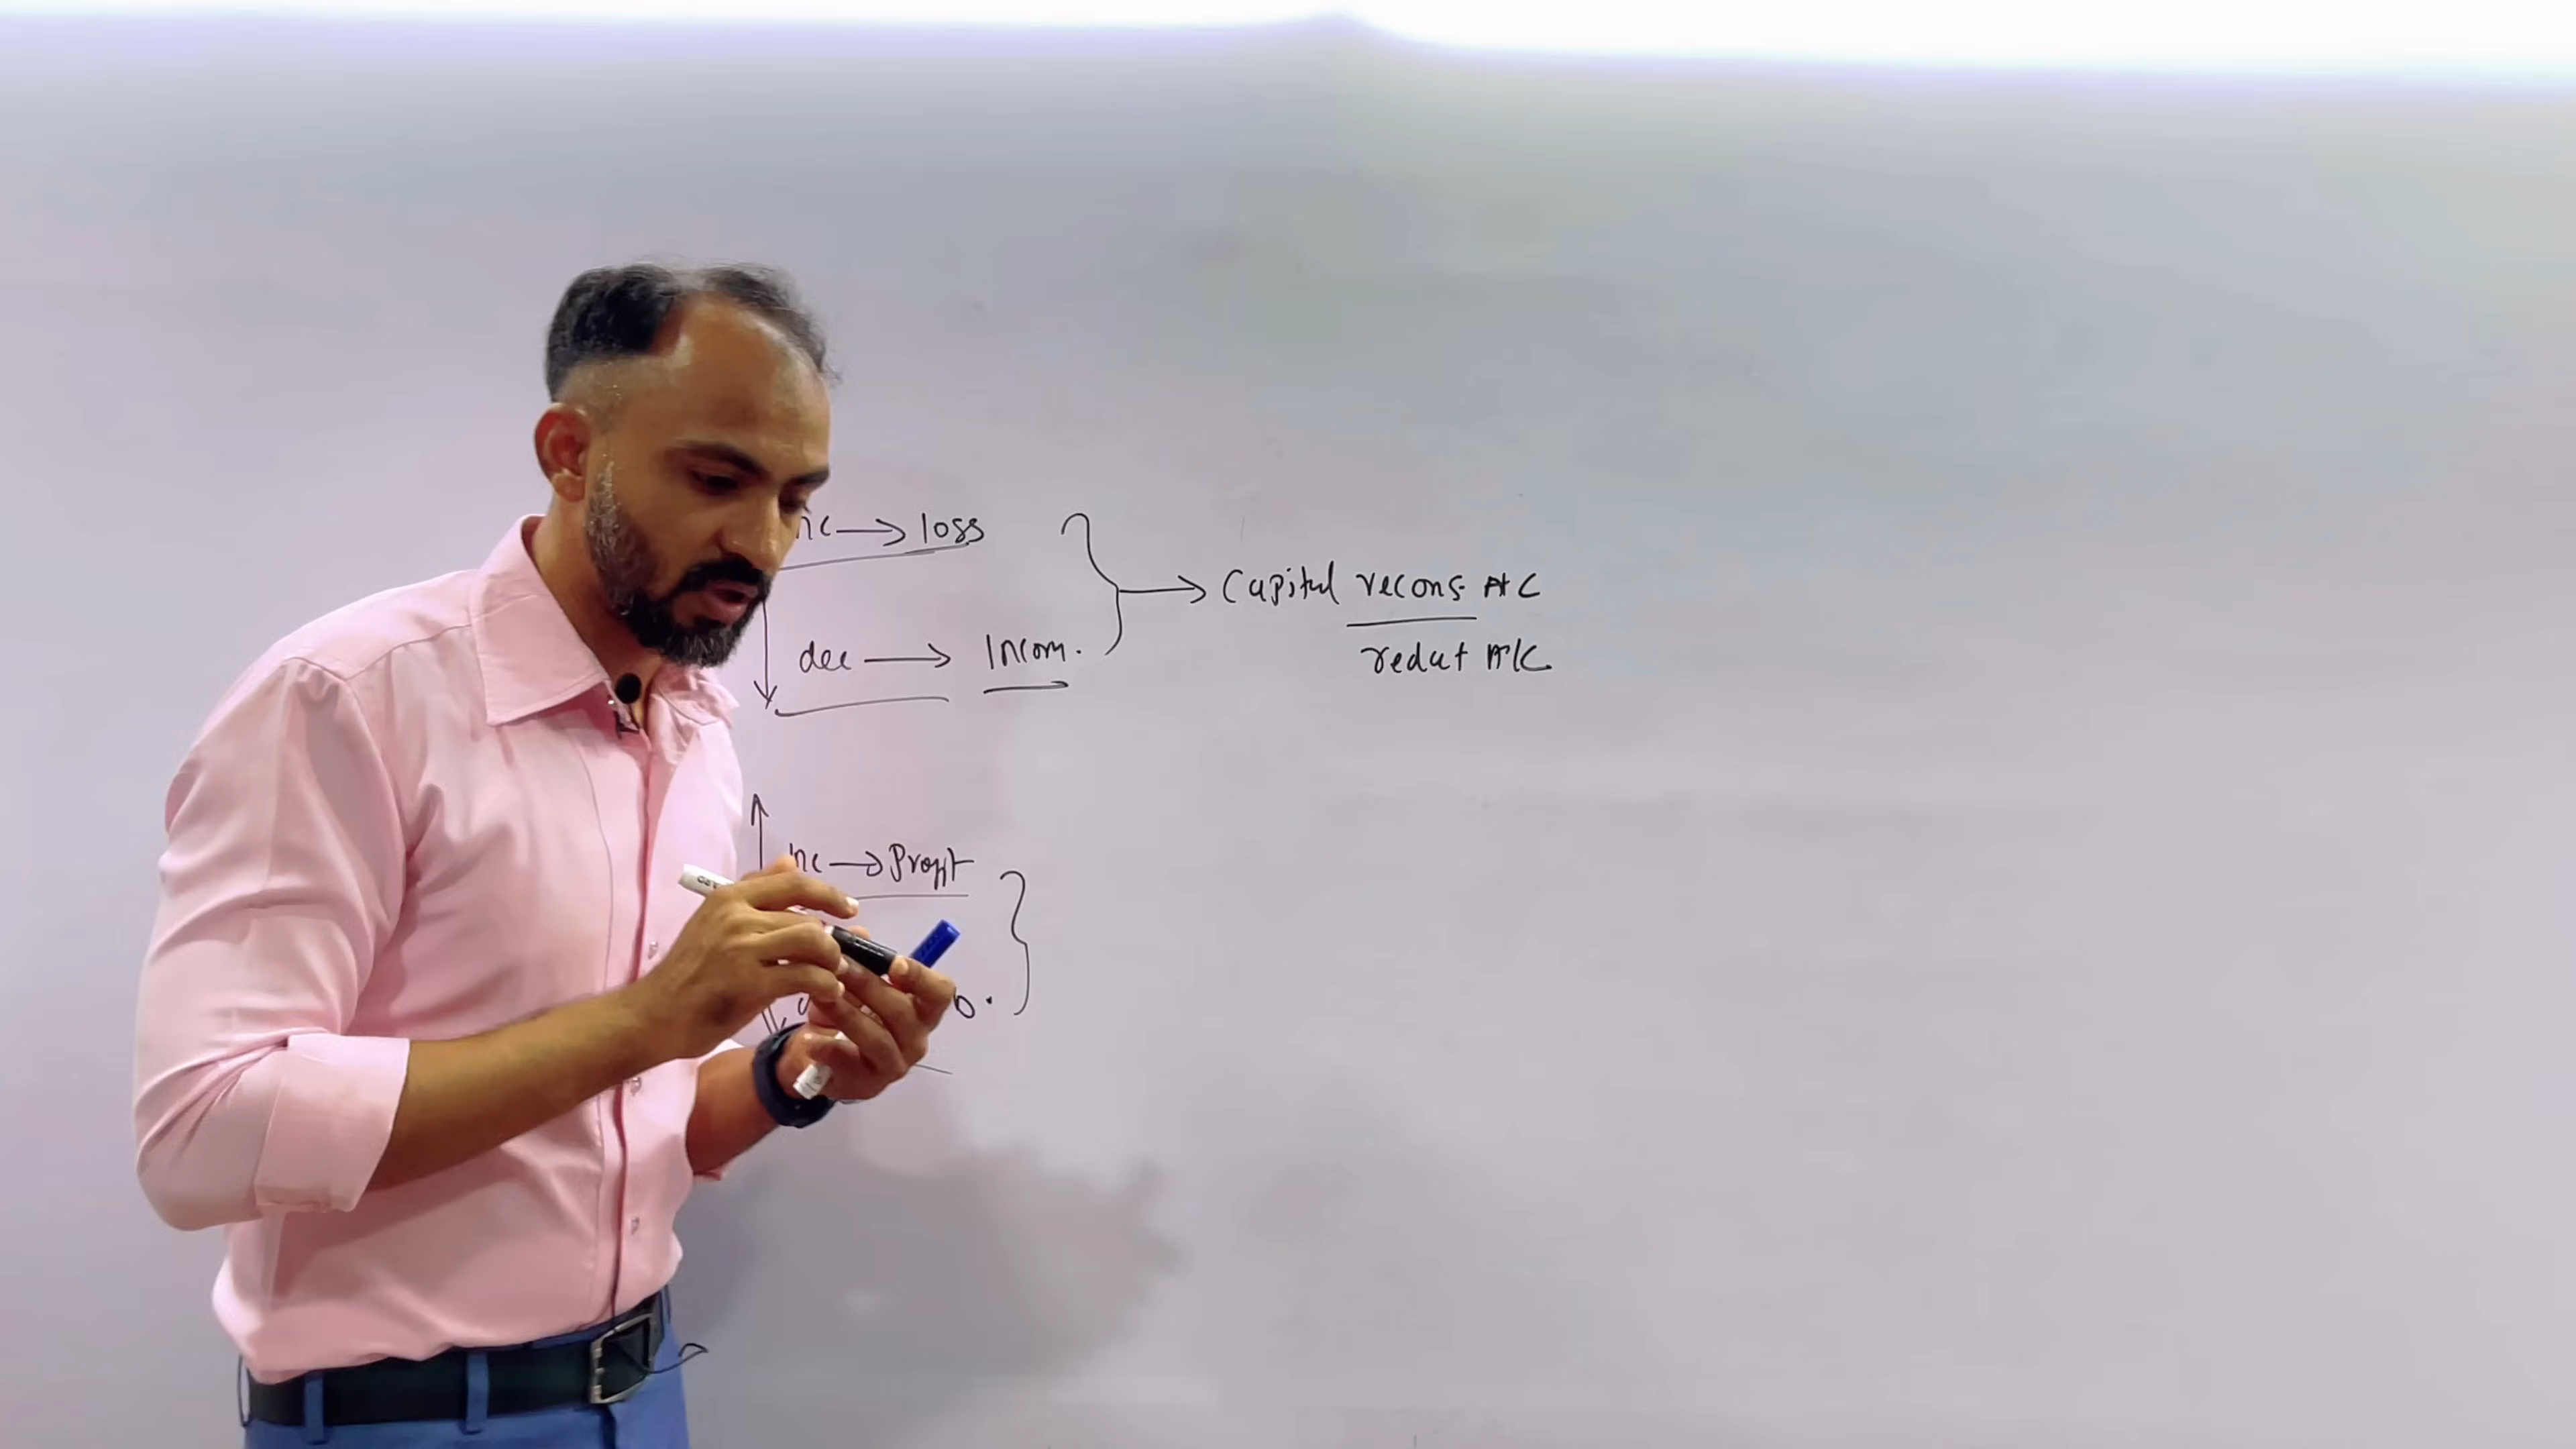 nc → loss
Capital recons. A/C
dec → Incom.
reduct A/C
nc → Profit